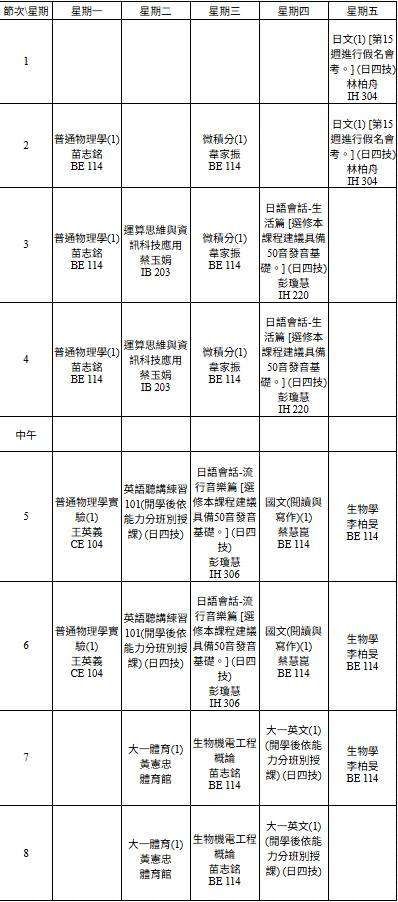 節次\星期 星期一 星期二 星期三 星期四 星期五
1
日文(1) [第15
週進行假名會
考。] (日四技)
林柏舟
IH 304
2
普通物理學(1)
苗志銘
BE 114
微積分(1)
韋家振
BE 114
日文(1) [第15
週進行假名會
考。] (日四技)
林柏舟
IH 304
3
普通物理學(1)
苗志銘
BE 114
運算思維與資
訊科技應用
蔡玉娟
IB 203
微積分(1)
韋家振
BE 114
日語會話-生
活篇 [選修本
課程建議具備
50音發音基
礎。] (日四技)
彭瓊慧
IH 220
4
普通物理學(1)
苗志銘
BE 114
運算思維與資
訊科技應用
蔡玉娟
IB 203
微積分(1)
韋家振
BE 114
日語會話-生
活篇 [選修本
課程建議具備
50音發音基
礎。] (日四技)
彭瓊慧
IH 220
中午
5
普通物理學實
驗(1)
王英義
CE 104
英語聽講練習
101(開學後依
能力分班別授
課) (日四技)
日語會話-流
行音樂篇 [選
修本課程建議
具備50音發音
基礎。] (日四
技)
彭瓊慧
IH 306
國文(閱讀與
寫作)(1)
蔡慧崑
BE 114
生物學
李柏旻
BE 114
6
普通物理學實
驗(1)
王英義
CE 104
英語聽講練習
101(開學後依
能力分班別授
課) (日四技)
日語會話-流
行音樂篇 [選
修本課程建議
具備50音發音
基礎。] (日四
技)
彭瓊慧
IH 306
國文(閱讀與
寫作)(1)
蔡慧崑
BE 114
生物學
李柏旻
BE 114
7
大一體育(1)
黃憲忠
體育館
生物機電工程
概論
苗志銘
BE 114
大一英文(1)
(開學後依能
力分班別授
課) (日四技)
生物學
李柏旻
BE 114
8
大一體育(1)
黃憲忠
體育館
生物機電工程
概論
苗志銘
BE 114
大一英文(1)
(開學後依能
力分班別授
課) (日四技)